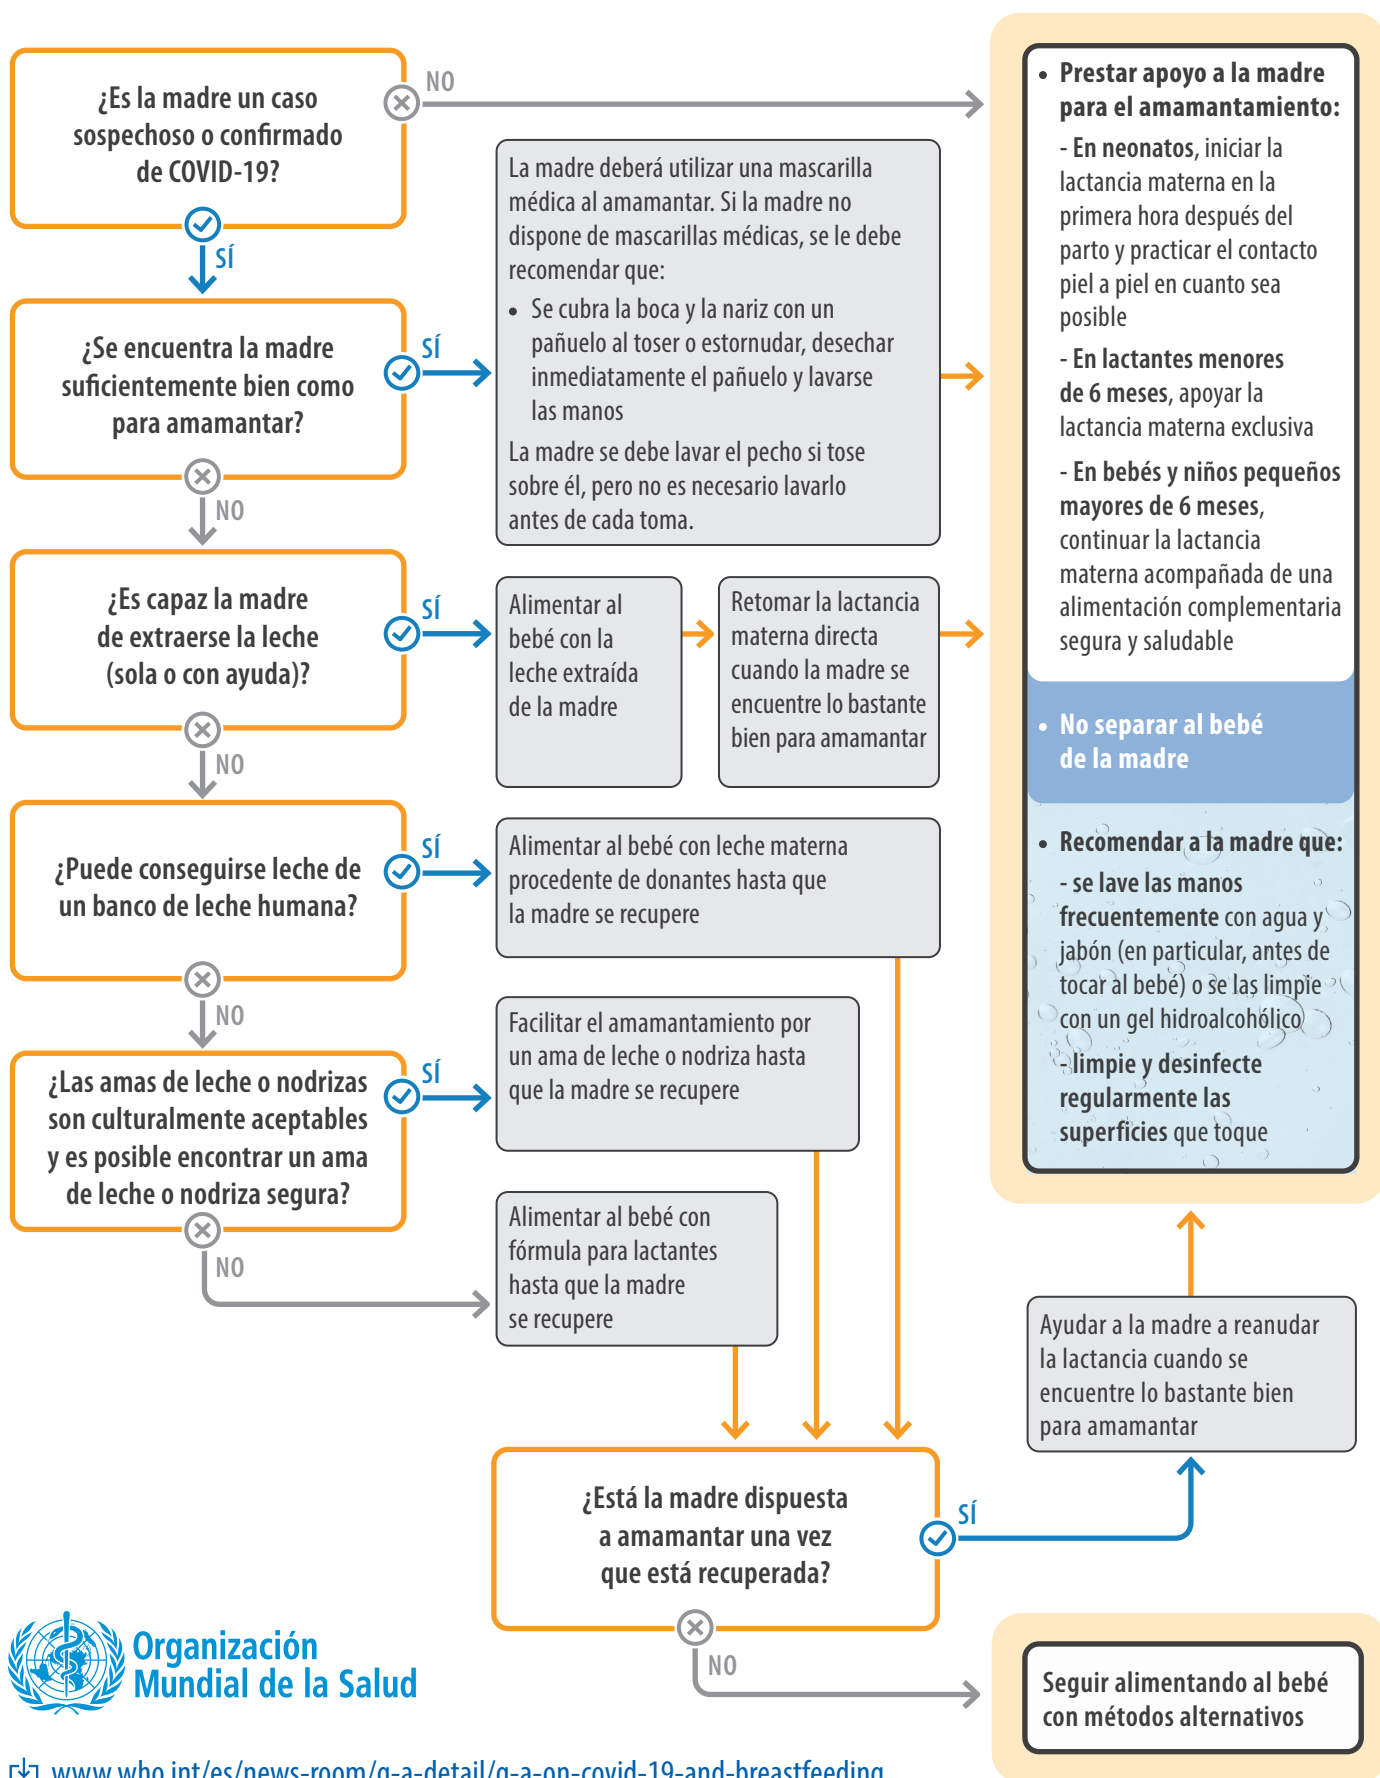 ¿Es la madre un caso
sospechoso o confirmado
de COVID-19?
NO
SÍ
¿Se encuentra la madre
suficientemente bien como
para amamantar?
SÍ
NO
La madre deberá utilizar una mascarilla
médica al amamantar. Si la madre no
dispone de mascarillas médicas, se le debe
recomendar que:
• Se cubra la boca y la nariz con un
pañuelo al toser o estornudar, desechar
inmediatamente el pañuelo y lavarse
las manos
La madre se debe lavar el pecho si tose
sobre él, pero no es necesario lavarlo
antes de cada toma.
¿Es capaz la madre
de extraerse la leche
(sola o con ayuda)?
SÍ
NO
Alimentar al
bebé con la
leche extraída
de la madre
Retomar la lactancia
materna directa
cuando la madre se
encuentre lo bastante
bien para amamantar
¿Puede conseguirse leche de
un banco de leche humana?
SÍ
NO
Alimentar al bebé con leche materna
procedente de donantes hasta que
la madre se recupere
¿Las amas de leche o nodrizas
son culturalmente aceptables
y es posible encontrar un ama
de leche o nodriza segura?
SÍ
NO
Facilitar el amamantamiento por
un ama de leche o nodriza hasta
que la madre se recupere
Alimentar al bebé con
fórmula para lactantes
hasta que la madre
se recupere
¿Está la madre dispuesta
a amamantar una vez
que está recuperada?
SÍ
NO
Ayudar a la madre a reanudar
la lactancia cuando se
encuentre lo bastante bien
para amamantar
• Prestar apoyo a la madre
para el amamantamiento:
- En neonatos, iniciar la
lactancia materna en la
primera hora después del
parto y practicar el contacto
piel a piel en cuanto sea
posible
- En lactantes menores
de 6 meses, apoyar la
lactancia materna exclusiva
- En bebés y niños pequeños
mayores de 6 meses,
continuar la lactancia
materna acompañada de una
alimentación complementaria
segura y saludable
• No separar al bebé
de la madre
• Recomendar a la madre que:
- se lave las manos
frecuentemente con agua y
jabón (en particular, antes de
tocar al bebé) o se las limpie
con un gel hidroalcohólico
- limpie y desinfecte
regularmente las
superficies que toque
Seguir alimentando al bebé
con métodos alternativos
Organización
Mundial de la Salud
www.who.int/es/news-room/q-a-detail/q-a-on-covid-19-and-breastfeeding